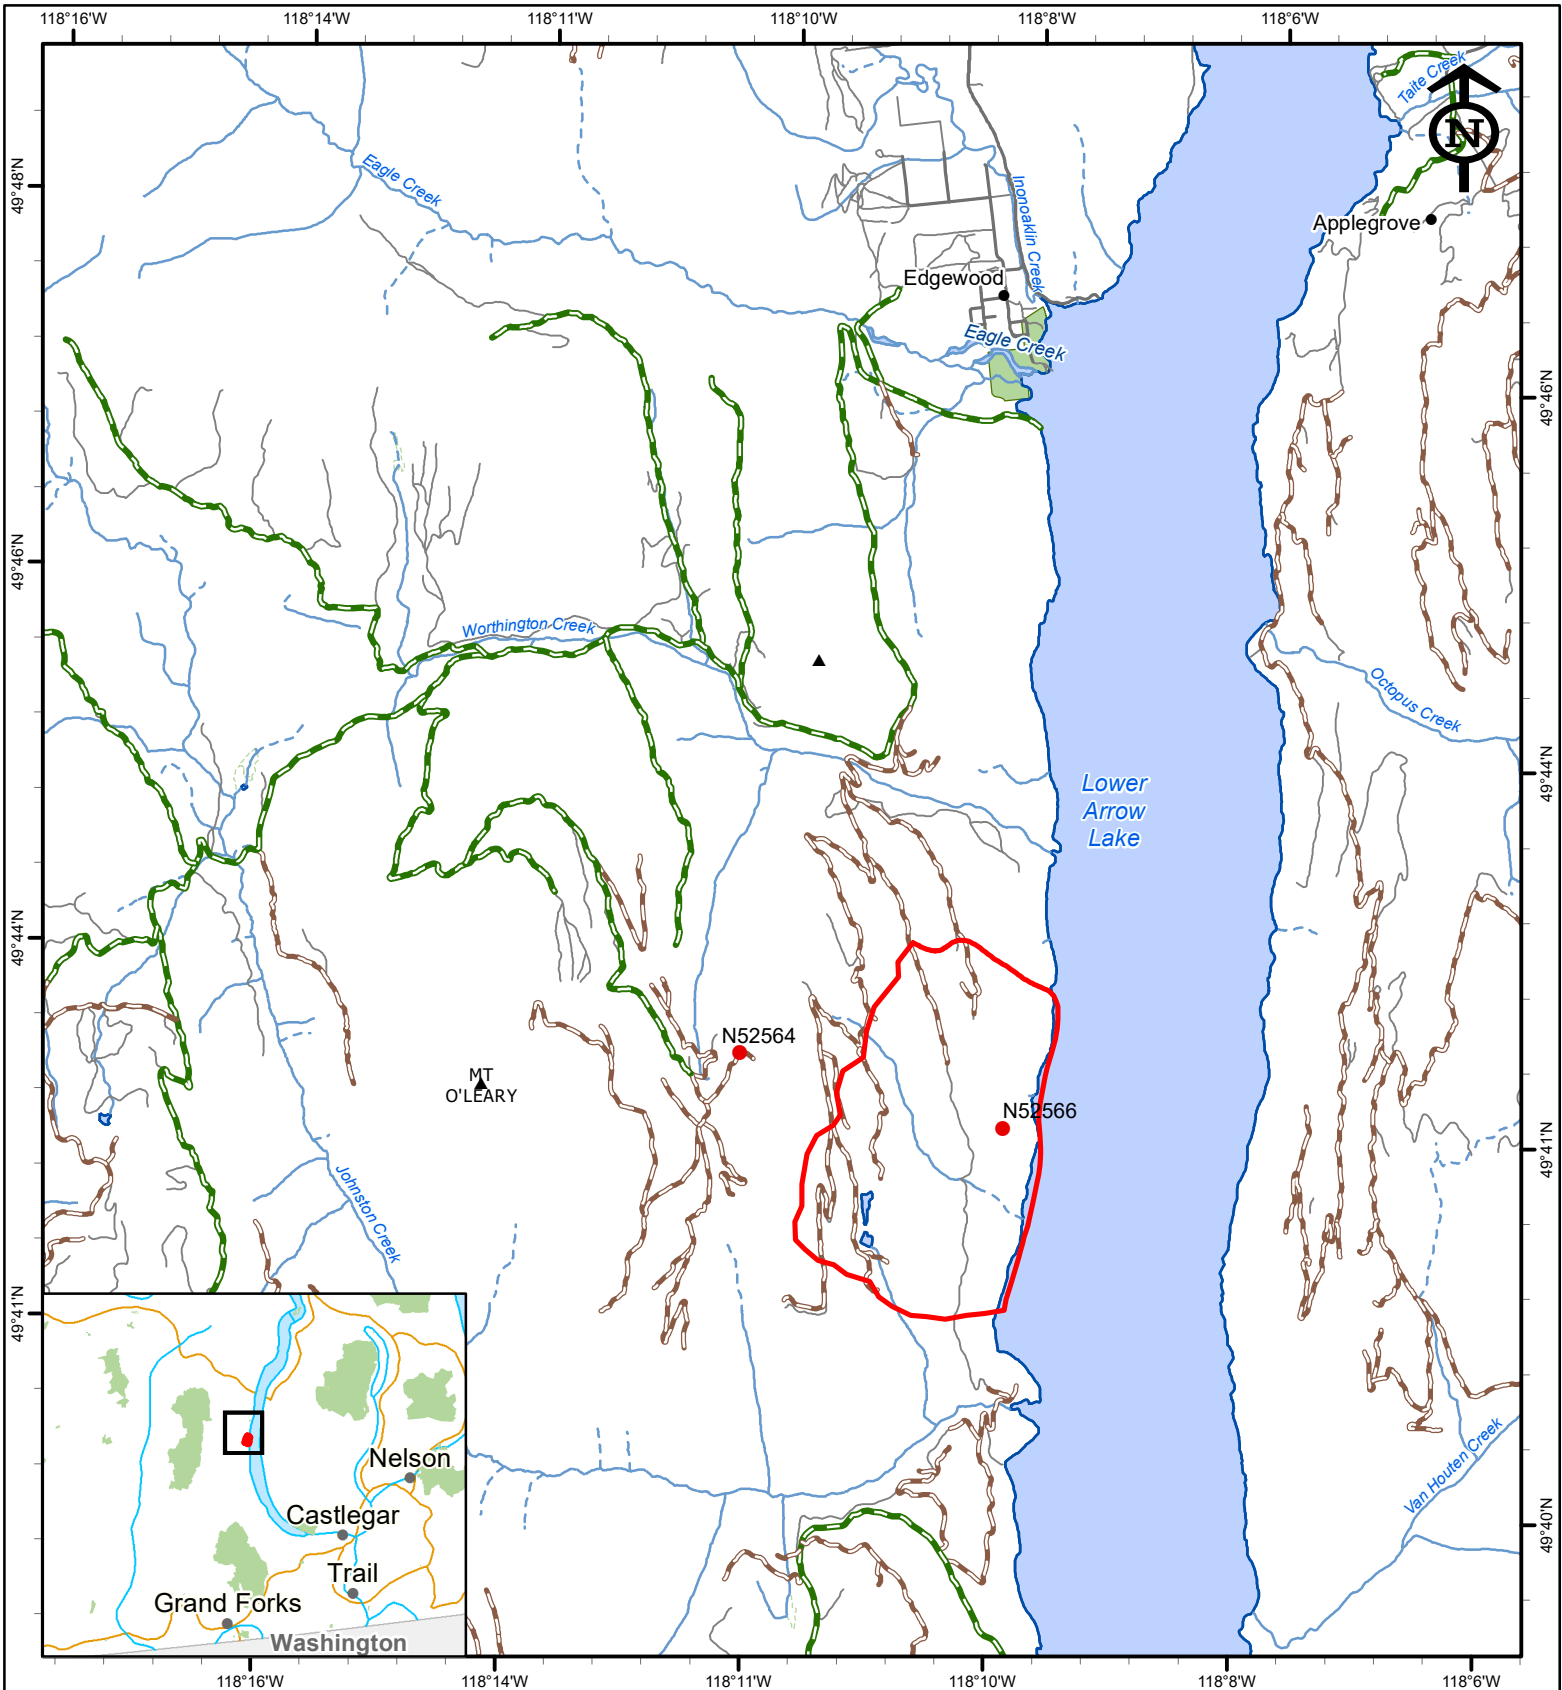 118°16'W
118°14'W
118°11'W
118°10'W
118°8'W
118°6'W
Taite Creek
N
49°48'N
Eagle Creek
Inonoaklin Creek
Applegrove
Edgewood
Eagle Creek
49°46'N
49°46'N
Worthington Creek
Octopus Creek
49°44'N
Lower
Arrow
Lake
49°44'N
N52564
MT
O'LEARY
N52566
49°41'N
Johnston Creek
49°41'N
Nelson
Castlegar
Trail
Grand Forks
Washington
Van Houten Creek
49°40'N
118°16'W
118°14'W
118°11'W
118°10'W
118°8'W
118°6'W